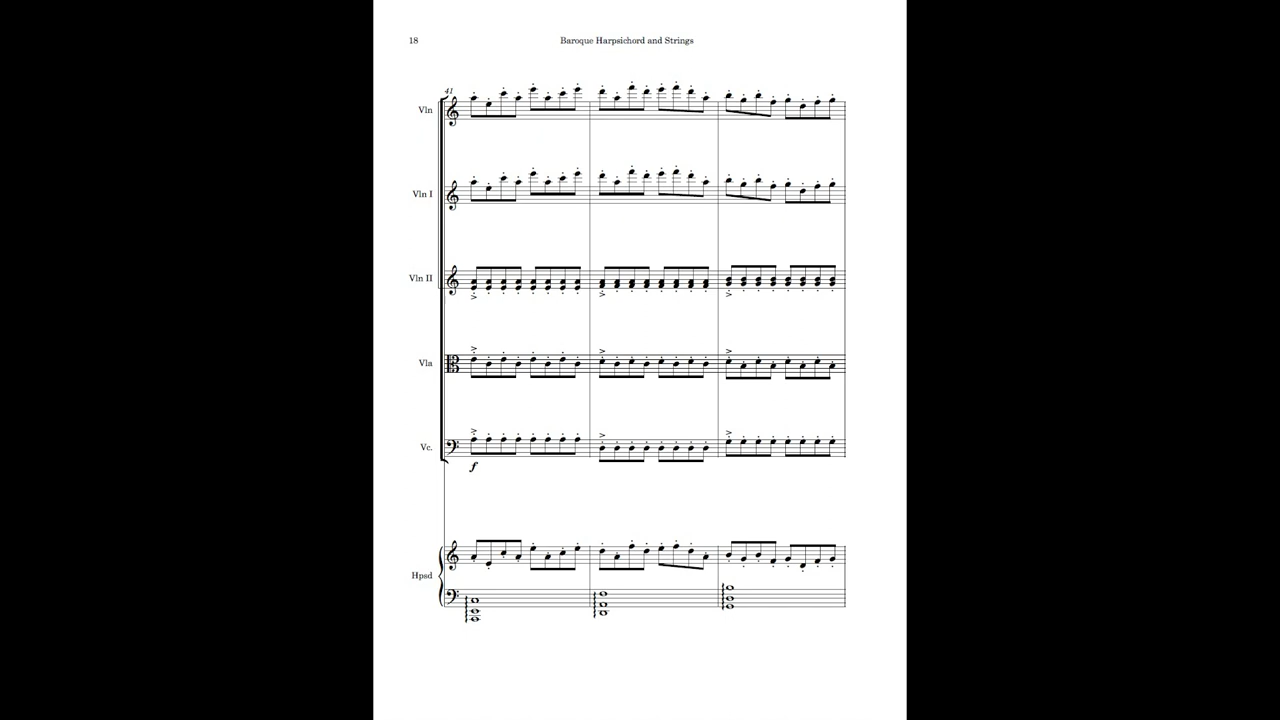 18 Baroque Harpsichord and Strings
41
Vln
Vln I
Vln II
Vla
Vc.
f
Hpsd